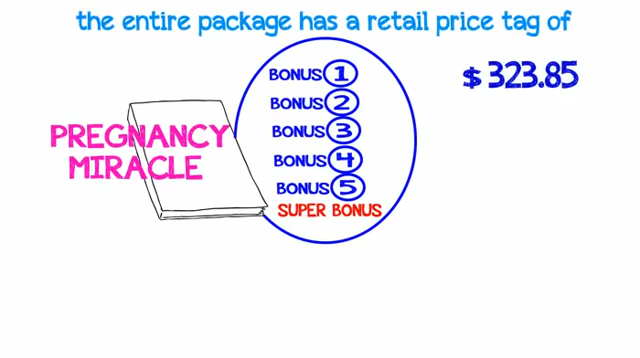 the entire package has a retail price tag of
$ 323.85
PREGNANCY
MIRACLE
BONUS 1
BONUS 2
BONUS 3
BONUS 4
BONUS 5
SUPER BONUS